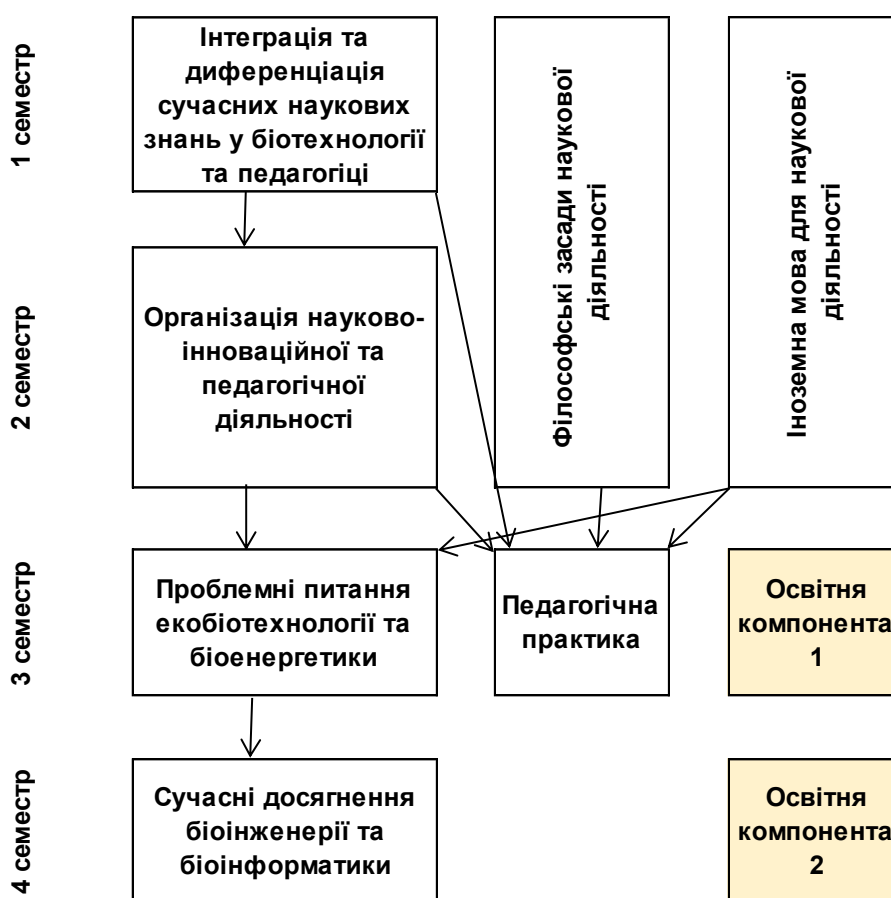 1 семестр
Інтеграція та
диференціація
сучасних наукових
знань у біотехнології
та педагогіці
Філософські засади наукової
діяльності
Іноземна мова для наукової
діяльності
2 семестр
Організація науково-
інноваційної та
педагогічної
діяльності
3 семестр
Проблемні питання
екобіотехнології та
біоенергетики
Педагогічна
практика
Освітня
компонента
1
4 семестр
Сучасні досягнення
біоінженерії та
біоінформатики
Освітня
компонента
2